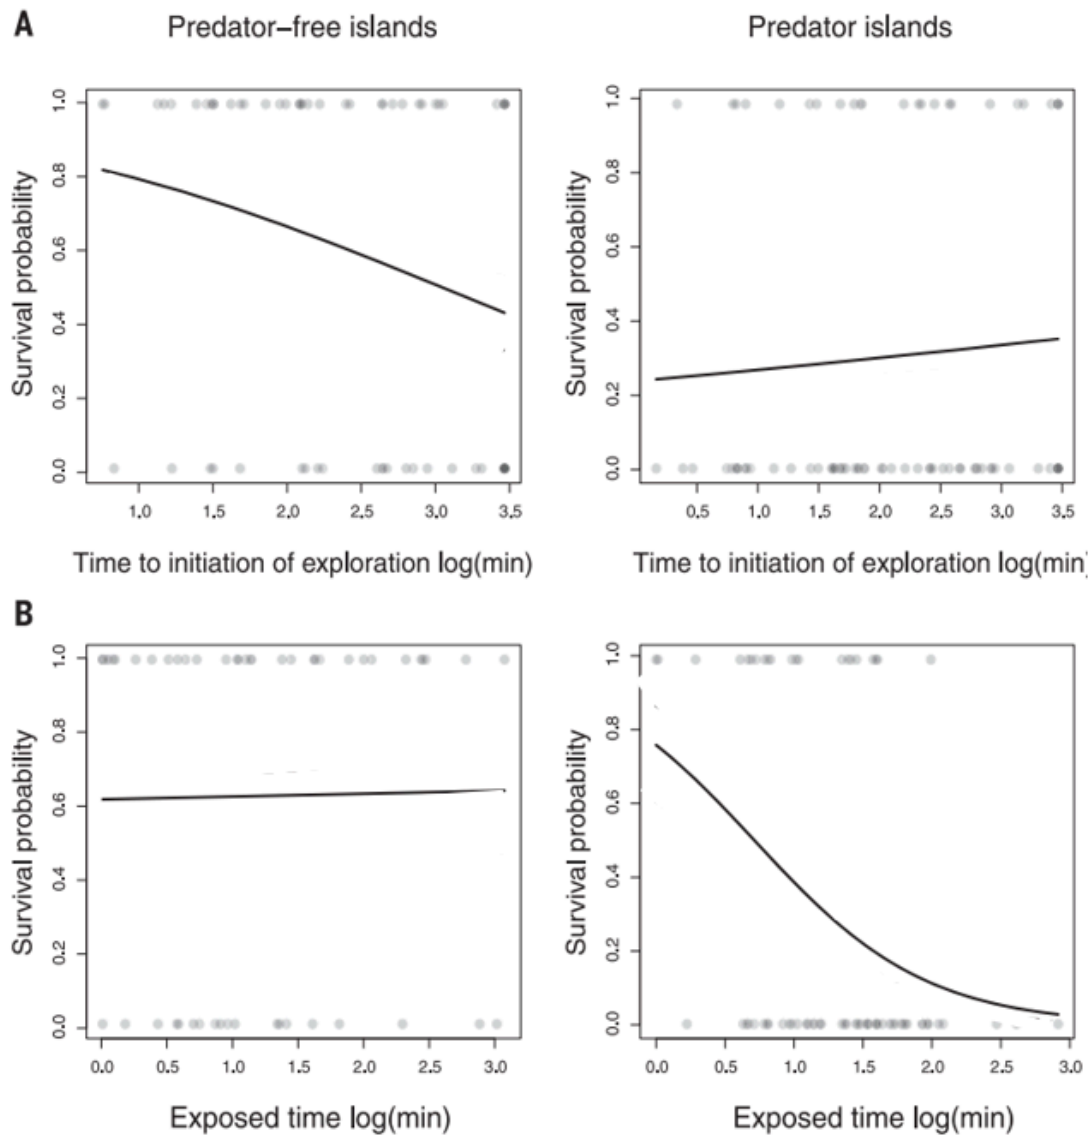 A
Predator–free islands
Predator islands
Survival probability
1.0
0.8
0.6
0.4
0.2
0.0
1.0 1.5 2.0 2.5 3.0 3.5
Time to initiation of exploration log(min)
Survival probability
1.0
0.8
0.6
0.4
0.2
0.0
0.5 1.0 1.5 2.0 2.5 3.0 3.5
Time to initiation of exploration log(min)
B
Survival probability
1.0
0.8
0.6
0.4
0.2
0.0
0.0 0.5 1.0 1.5 2.0 2.5 3.0
Exposed time log(min)
Survival probability
1.0
0.8
0.6
0.4
0.2
0.0
0.0 0.5 1.0 1.5 2.0 2.5 3.0
Exposed time log(min)